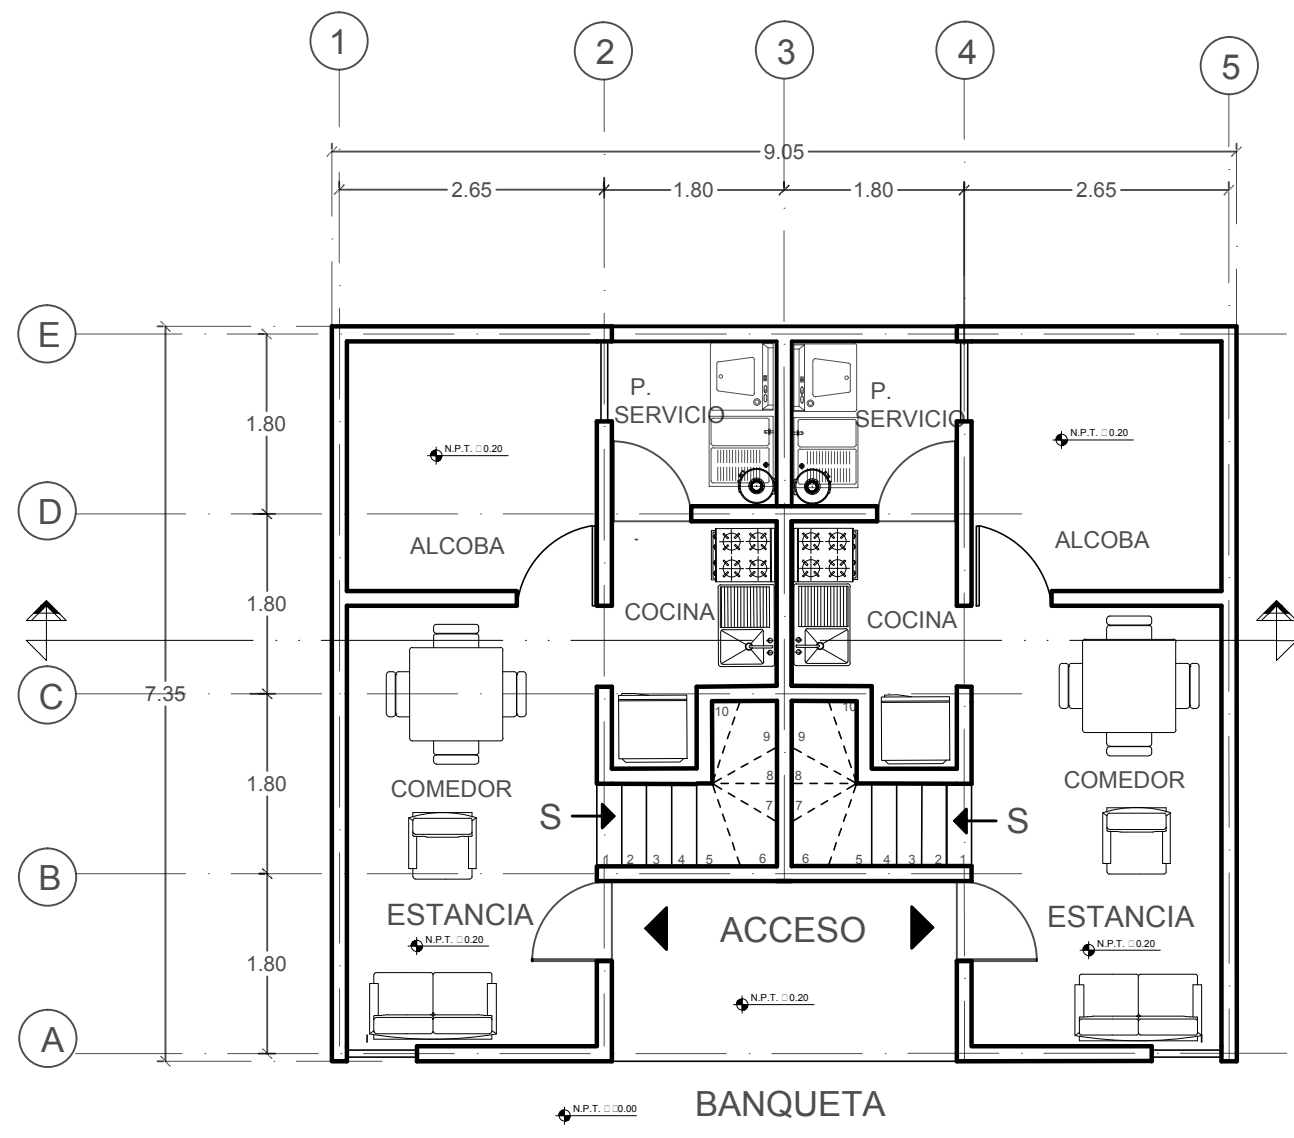 1 2 3 4 5
9.05
2.65 1.80 1.80 2.65
E
P.
SERVICIO
P.
SERVICIO
1.80
N.P.T. 0.20
N.P.T. 0.20
D
ALCOBA
ALCOBA
1.80
COCINA
COCINA
C
7.35
10
10
9
9
8
8
7
7
1.80
COMEDOR
COMEDOR
S
S
1 2 3 4 5 6
6 5 4 3 2 1
B
ESTANCIA
ACCESO
ESTANCIA
N.P.T. 0.20
N.P.T. 0.20
1.80
N.P.T. 0.20
A
BANQUETA
N.P.T. 0.00